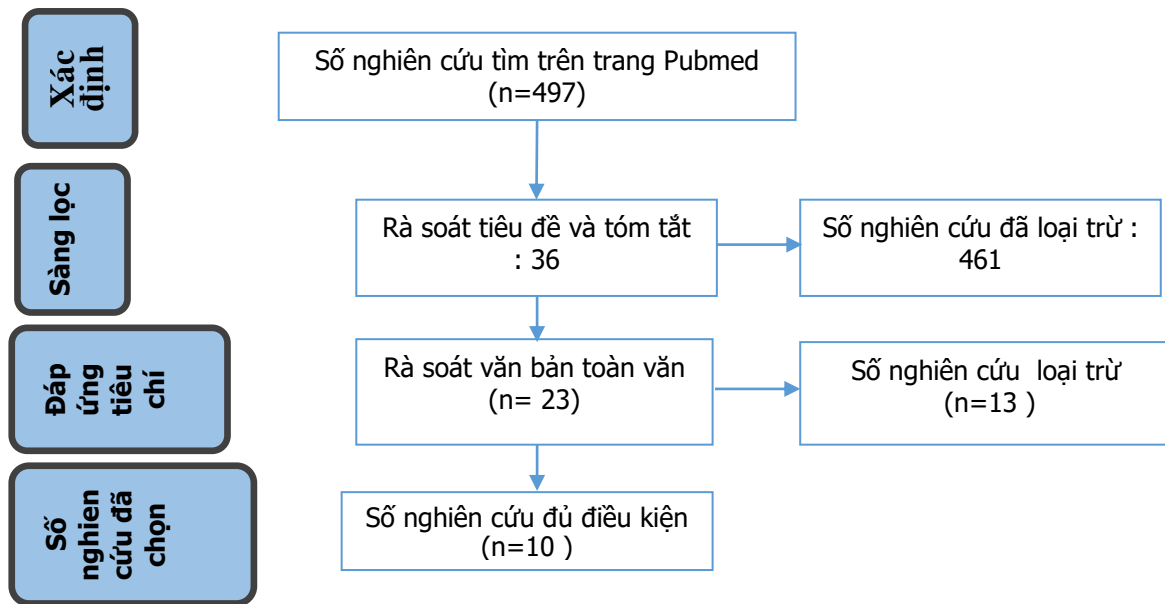 Xác
định
Số nghiên cứu tìm trên trang Pubmed
(n=497)
Sàng lọc
Rà soát tiêu đề và tóm tắt
: 36
Số nghiên cứu đã loại trừ :
461
Đáp
ứng
tiêu
chí
Rà soát văn bản toàn văn
(n= 23)
Số nghiên cứu  loại trừ
(n=13 )
Số
nghien
cứu đã
chọn
Số nghiên cứu đủ điều kiện
(n=10 )